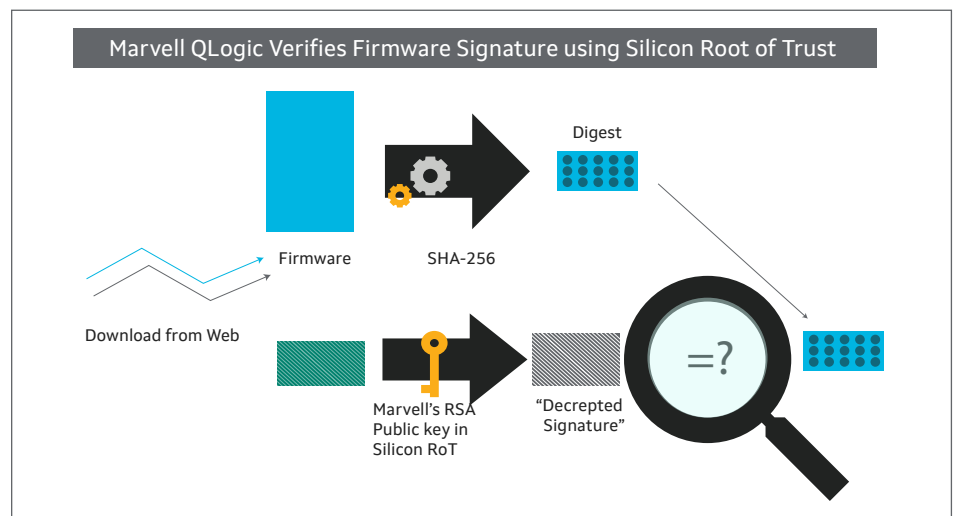 Marvell QLogic Verifies Firmware Signature using Silicon Root of Trust
Digest
Firmware
SHA-256
Download from Web
=?
Marvell's RSA
Public key in
Silicon RoT
“Decrepted
Signature”